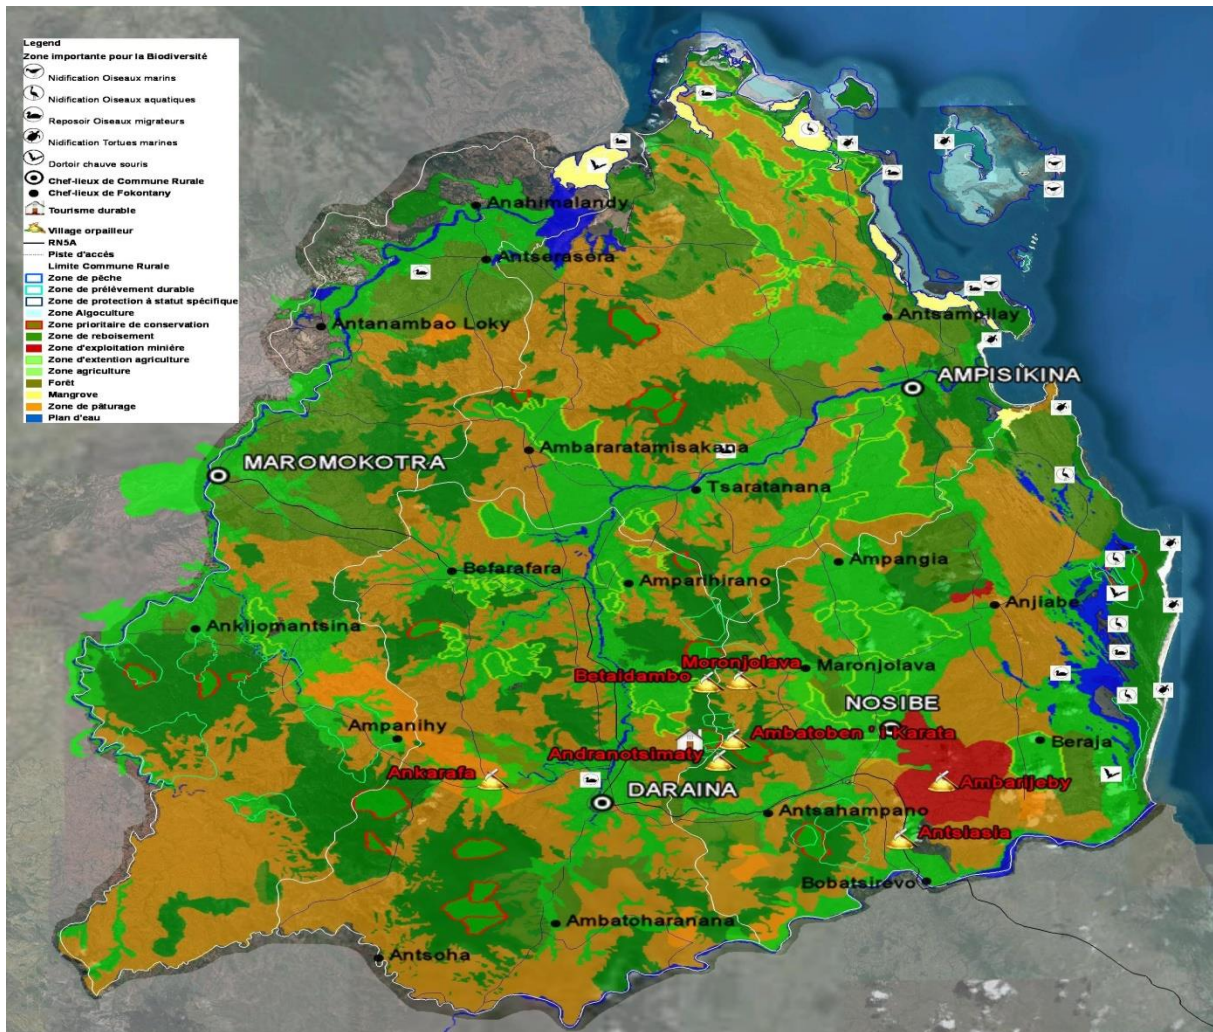 Legend
Zone importante pour la Biodiversité
Nidification Oiseaux marins
Nidification Oiseaux aquatiques
Reposoir Oiseaux migrateurs
Nidification Tortues marines
Dortoir chauve souris
Chef-lieux de Commune Rurale
Chef-lieux de Fokontany
Tourisme durable
Village orpailleur
RN5A
Piste d'accés
Limite Commune Rurale
Zone de pêche
Zone de prélèvement durable
Zone de protection à statut spécifique
Zone Algoculture
Zone prioritaire de conservation
Zone de reboisement
Zone d'exploitation minière
Zone d'extention agriculture
Zone agriculture
Forêt
Mangrove
Zone de pâturage
Plan d'eau
Anahimalandy
Antserasera
Antanambao Loky
Antsampilay
AMPISIKINA
MAROMOKOTRA
Ambararatamisakana
Tsaratanana
Befarafara
Amparihirano
Ampangia
Anjiabe
Ankijomantsina
Moronjolava
Maronjolava
Betaidambo
NOSIBE
Ampanihy
Ambatoben ' i Karata
Beraja
Andranotsimaty
Ankarafa
Ambarijeby
DARAINA
Antsahampano
Antsiasia
Bobatsirevo
Ambatoharanana
Antsoha